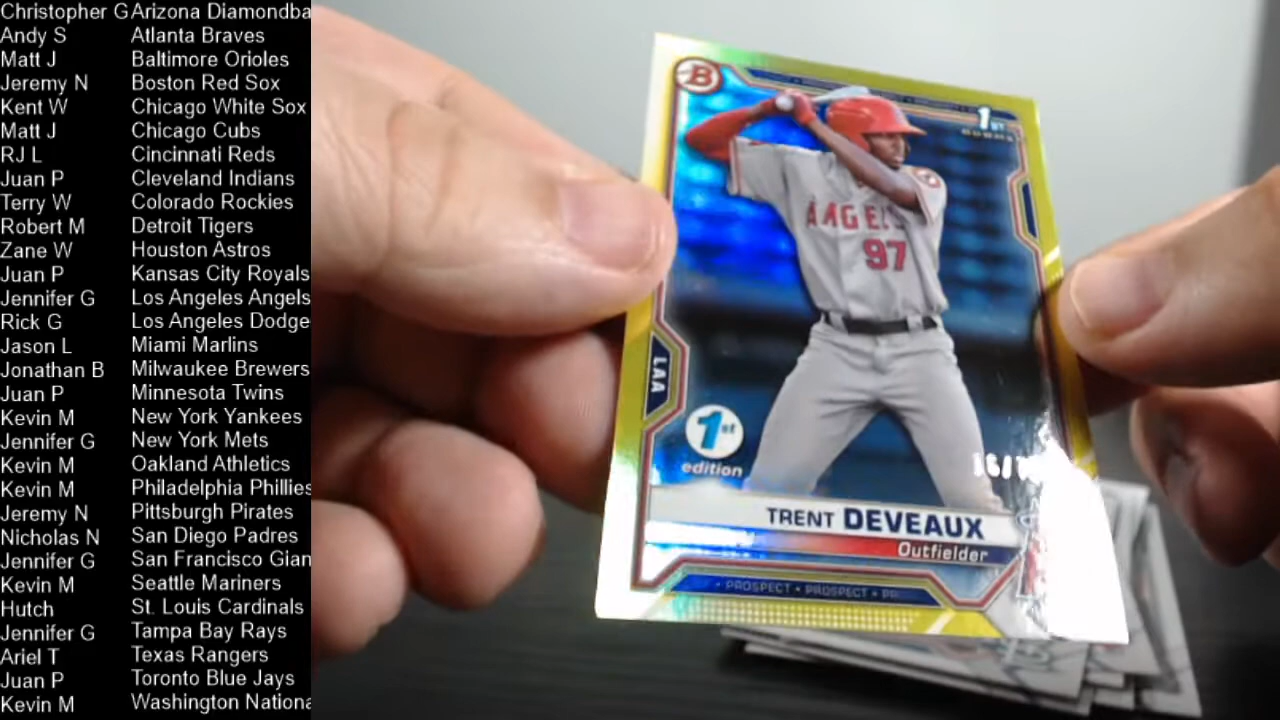 Christopher G Arizona Diamondba
Andy S Atlanta Braves
Matt J Baltimore Orioles
Jeremy N Boston Red Sox
Kent W Chicago White Sox
Matt J Chicago Cubs
RJ L Cincinnati Reds
Juan P Cleveland Indians
Terry W Colorado Rockies
Robert M Detroit Tigers
Zane W Houston Astros
Juan P Kansas City Royals
Jennifer G Los Angeles Angels
Rick G Los Angeles Dodge
Jason L Miami Marlins
Jonathan B Milwaukee Brewers
Juan P Minnesota Twins
Kevin M New York Yankees
Jennifer G New York Mets
Kevin M Oakland Athletics
Kevin M Philadelphia Phillies
Jeremy N Pittsburgh Pirates
Nicholas N San Diego Padres
Jennifer G San Francisco Gian
Kevin M Seattle Mariners
Hutch St. Louis Cardinals
Jennifer G Tampa Bay Rays
Ariel T Texas Rangers
Juan P Toronto Blue Jays
Kevin M Washington Nationa
B
1st
BOWMAN
ANGELS
97
LAA
1st
edition
TRENT DEVEAUX
Outfielder
• PROSPECT • PROSPECT • PR